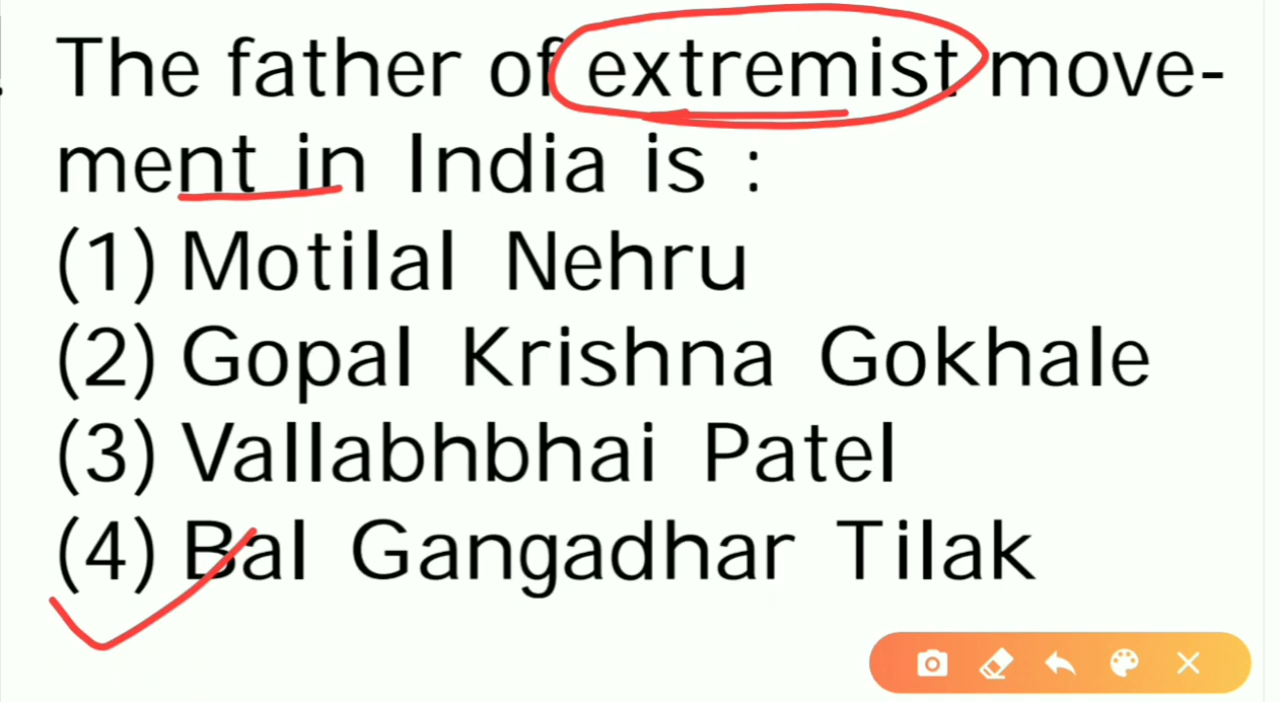 The father of extremist move-
ment in India is :
(1) Motilal Nehru
(2) Gopal Krishna Gokhale
(3) Vallabhbhai Patel
(4) Bal Gangadhar Tilak